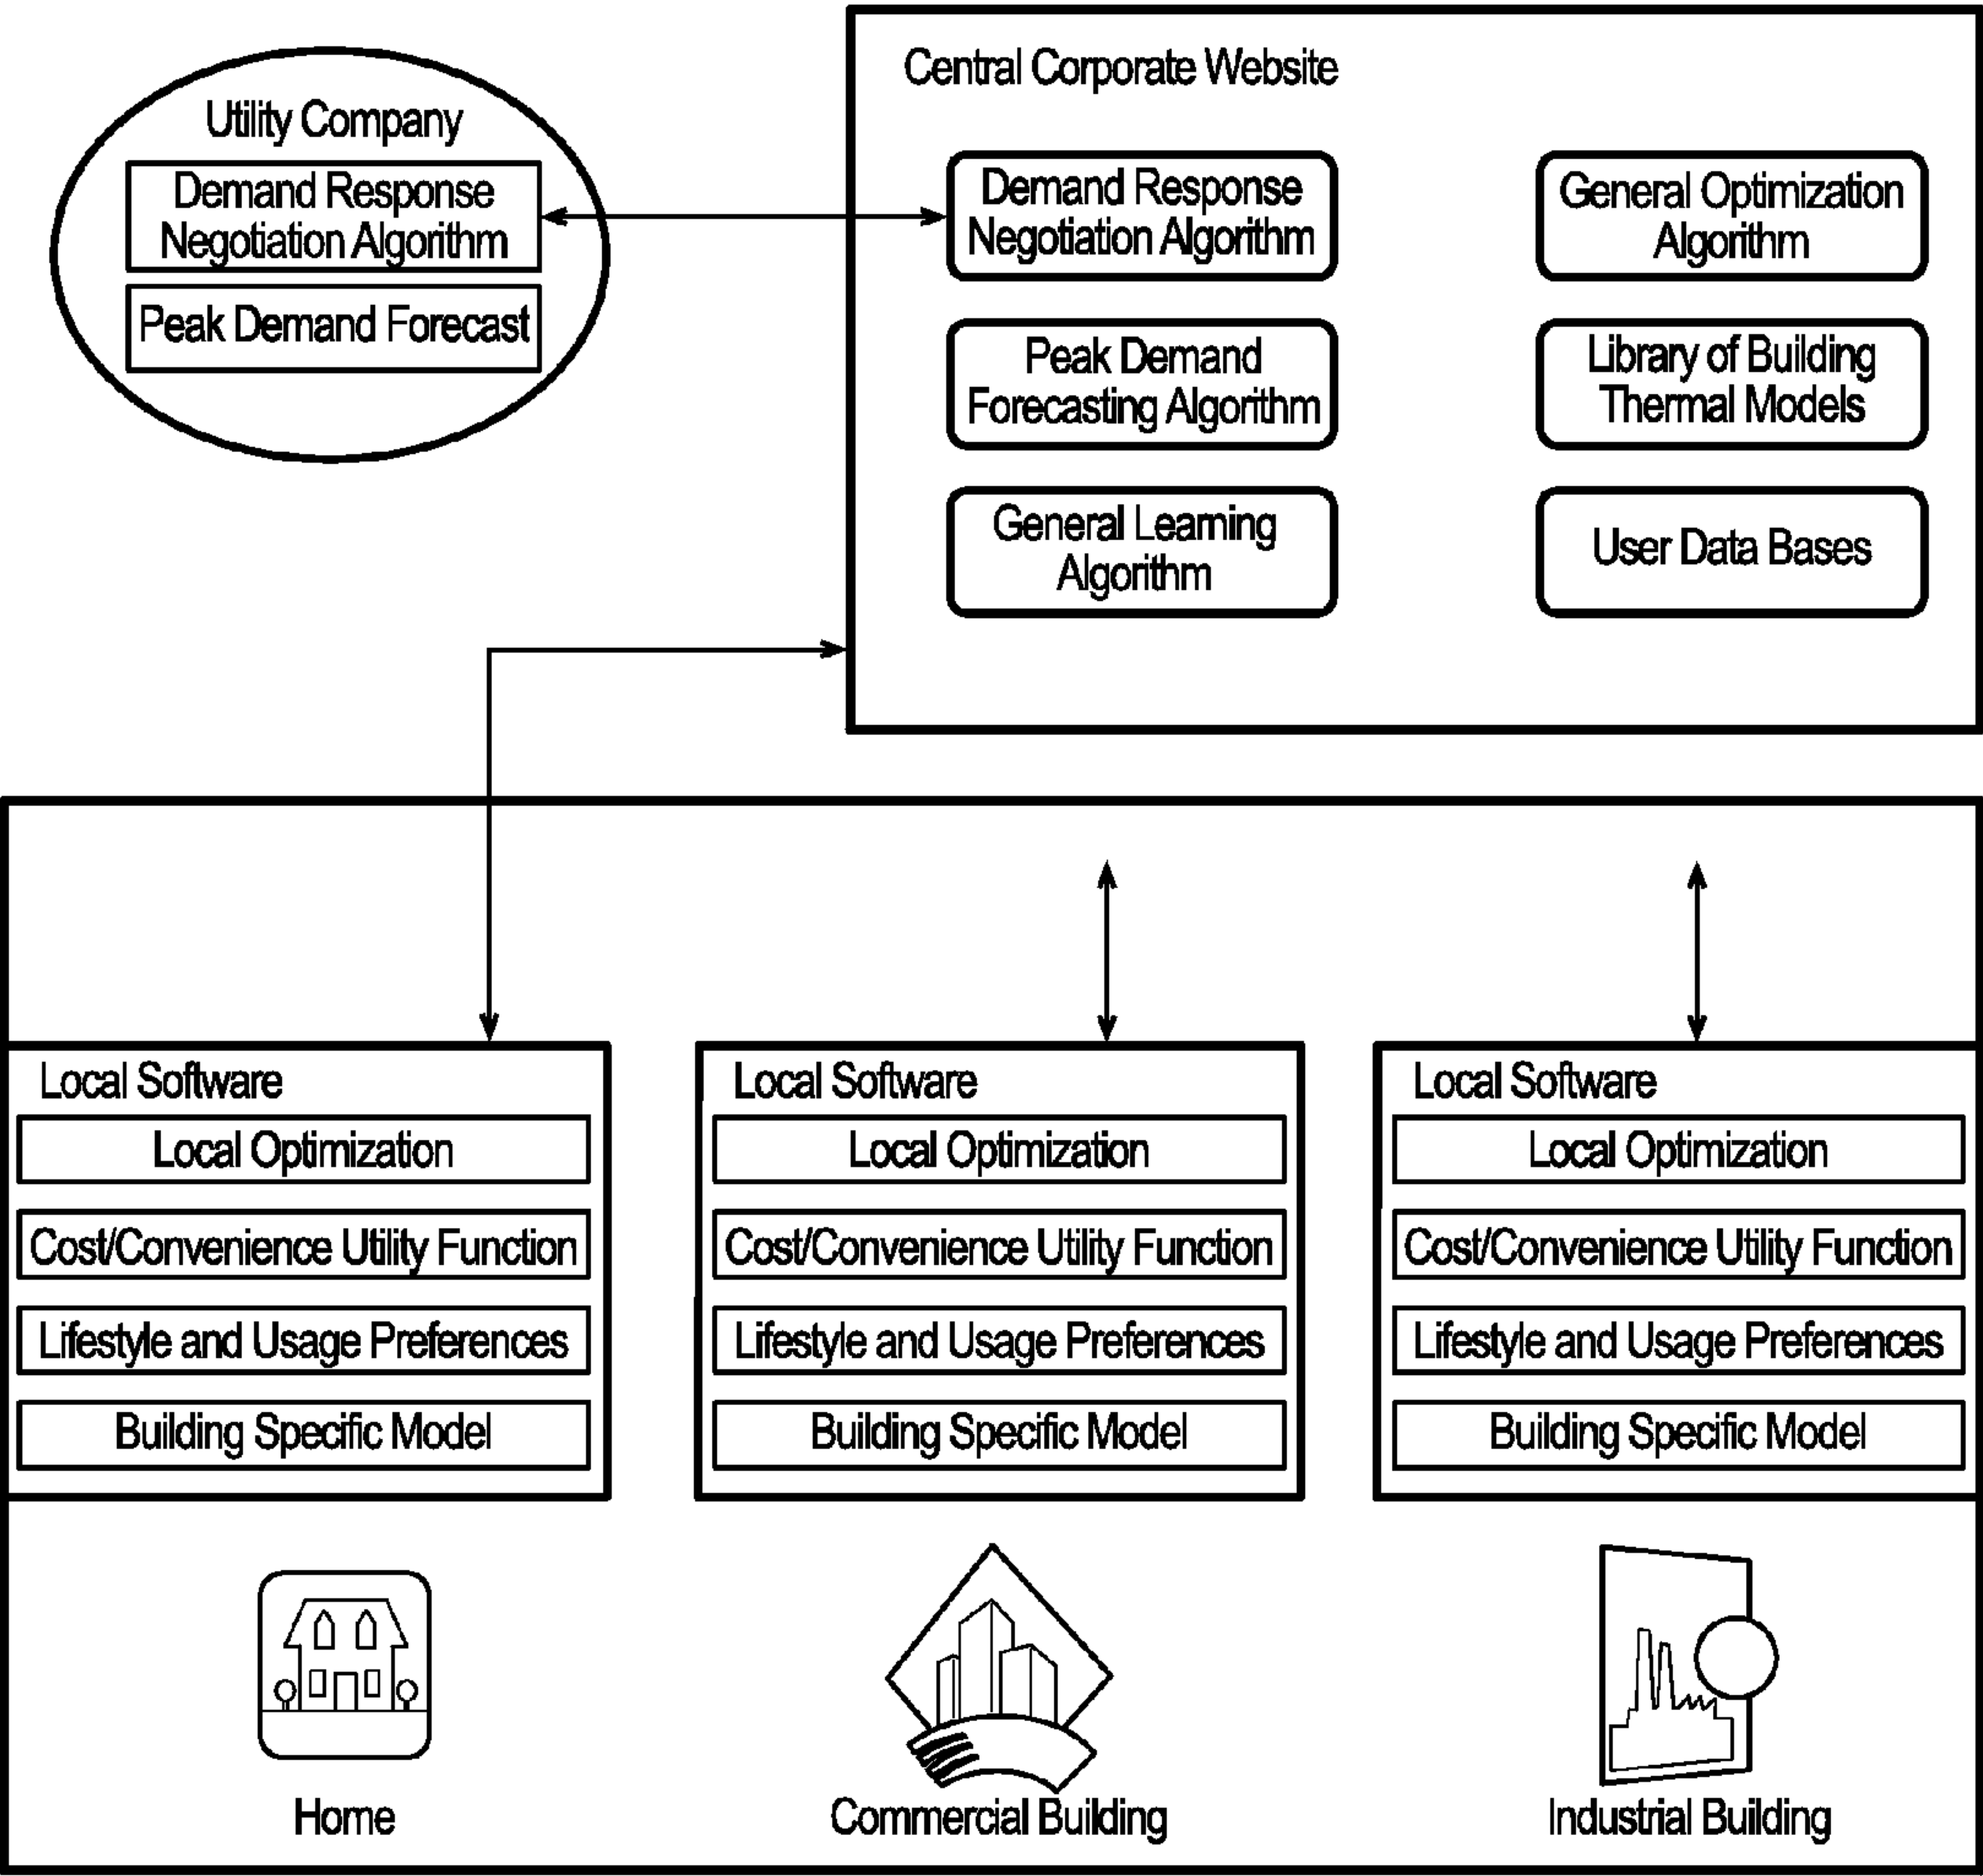 Utility Company
Demand Response
Negotiation Algorithm
Peak Demand Forecast
Central Corporate Website
Demand Response
Negotiation Algorithm
General Optimization
Algorithm
Peak Demand
Forecasting Algorithm
Library of Building
Thermal Models
General Learning
Algorithm
User Data Bases
Local Software
Local Optimization
Cost/Convenience Utility Function
Lifestyle and Usage Preferences
Building Specific Model
Local Software
Local Optimization
Cost/Convenience Utility Function
Lifestyle and Usage Preferences
Building Specific Model
Local Software
Local Optimization
Cost/Convenience Utility Function
Lifestyle and Usage Preferences
Building Specific Model
Home
Commercial Building
Industrial Building